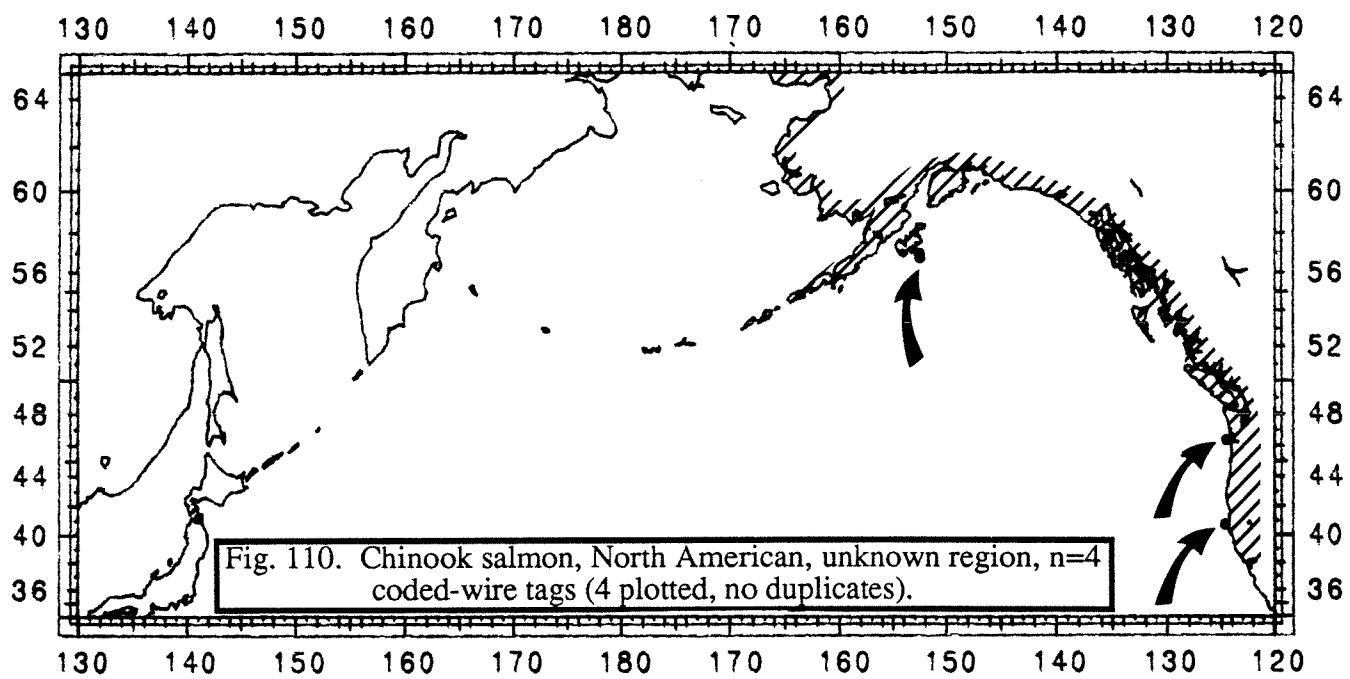 130 140 150 160 170 180 170 160 150 140 130 120
64 64
60 60
56 56
52 52
48 48
44 44
40 40
Fig. 110. Chinook salmon, North American, unknown region, n=4
36 coded-wire tags (4 plotted, no duplicates). 36
130 140 150 160 170 180 170 160 150 140 130 120